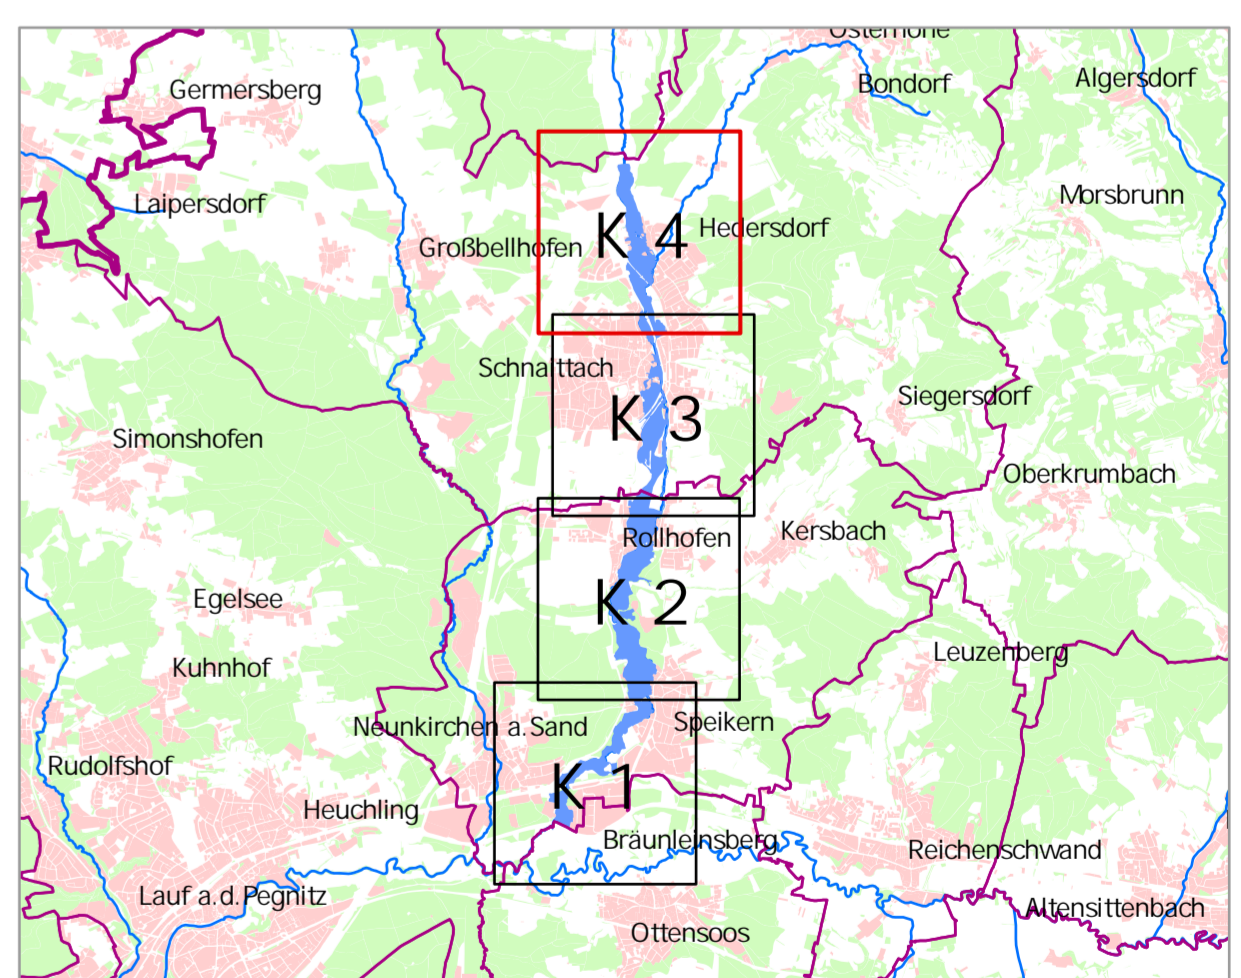 Osternohe
Bondorf
Algersdorf
Germersberg
Morsbrunn
Laipersdorf
Hedersdorf
K 4
Großbellhofen
Schnaittach
Siegersdorf
K 3
Simonshofen
Oberkrumbach
Kersbach
Rollhofen
Egelsee
K 2
Leuzenberg
Kuhnhof
Speikern
Neunkirchen a. Sand
Rudolfshof
K 1
Heuchling
Bräunleinsberg
Reichenschwand
Lauf a.d. Pegnitz
Altensittenbach
Ottensoos